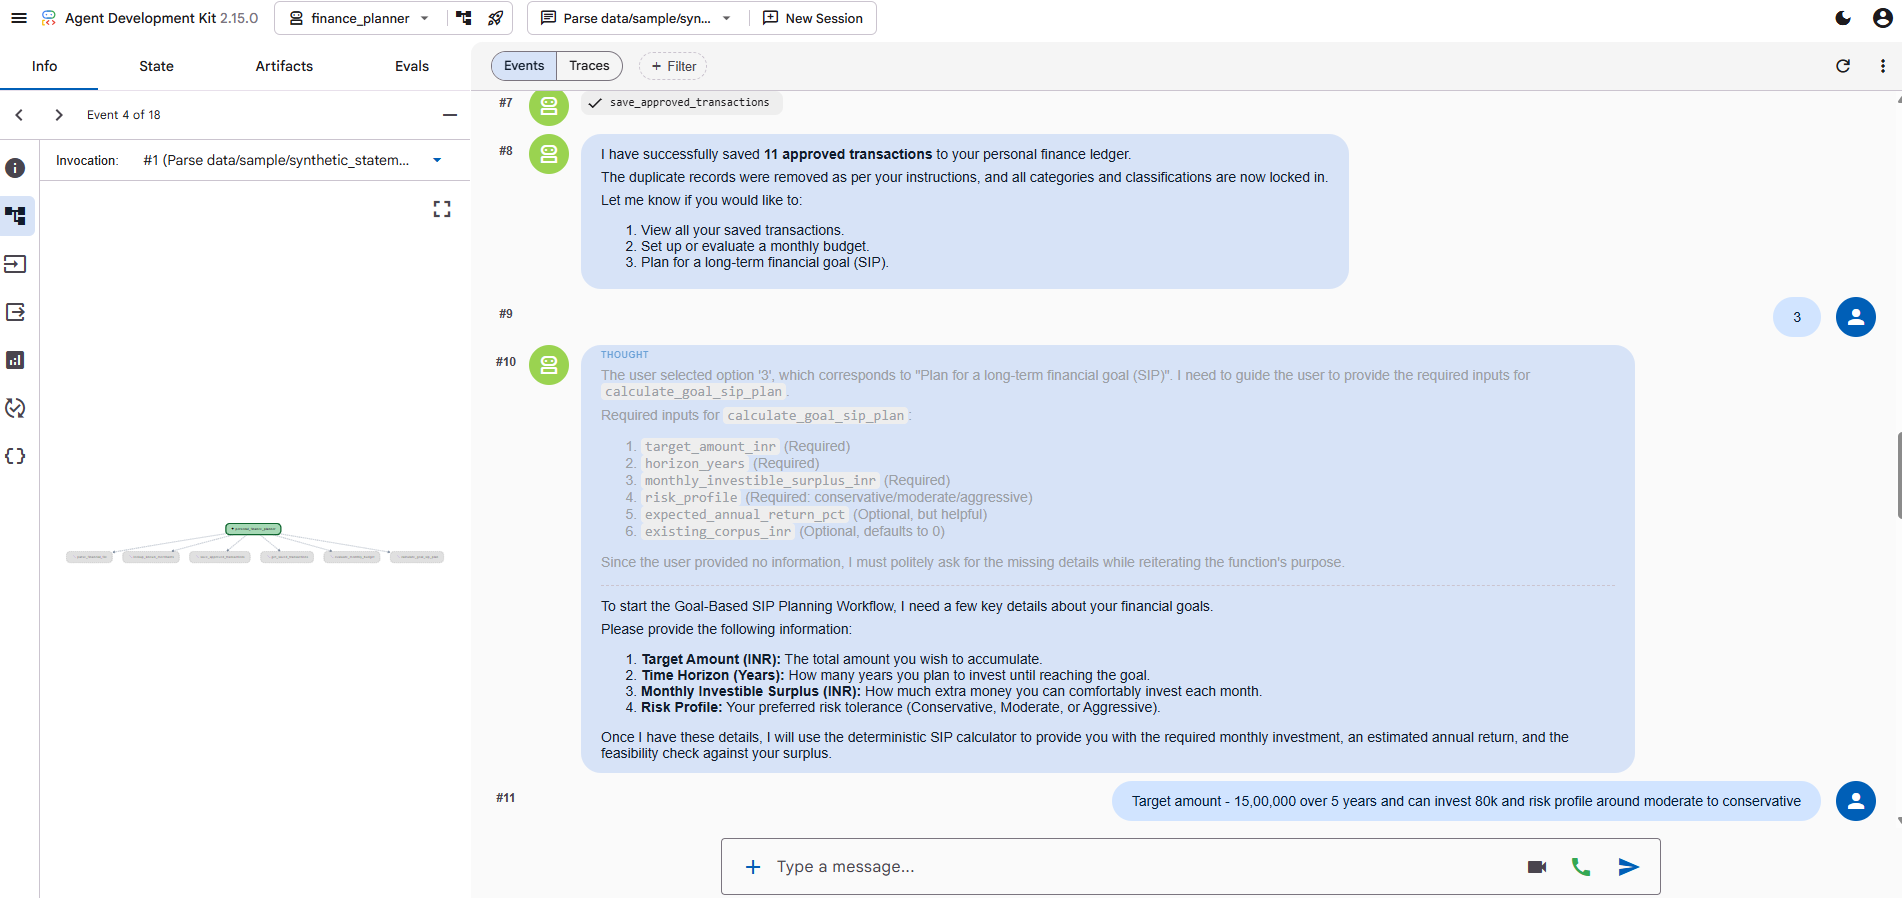 Agent Development Kit 2.15.0
finance_planner
Parse data/sample/syn...
New Session
Info
State
Artifacts
Evals
Events
Traces
+ Filter
Event 4 of 18
Invocation:
#1 (Parse data/sample/synthetic_statem...
#7
save_approved_transactions
#8
I have successfully saved 11 approved transactions to your personal finance ledger.
The duplicate records were removed as per your instructions, and all categories and classifications are now locked in.
Let me know if you would like to:
1. View all your saved transactions.
2. Set up or evaluate a monthly budget.
3. Plan for a long-term financial goal (SIP).
#9
3
#10
THOUGHT
The user selected option '3', which corresponds to "Plan for a long-term financial goal (SIP)". I need to guide the user to provide the required inputs for
calculate_goal_sip_plan.
Required inputs for calculate_goal_sip_plan:
1. target_amount_inr (Required)
2. horizon_years (Required)
3. monthly_investible_surplus_inr (Required)
4. risk_profile (Required: conservative/moderate/aggressive)
5. expected_annual_return_pct (Optional, but helpful)
6. existing_corpus_inr (Optional, defaults to 0)
Since the user provided no information, I must politely ask for the missing details while reiterating the function's purpose.
To start the Goal-Based SIP Planning Workflow, I need a few key details about your financial goals.
Please provide the following information:
1. Target Amount (INR): The total amount you wish to accumulate.
2. Time Horizon (Years): How many years you plan to invest until reaching the goal.
3. Monthly Investible Surplus (INR): How much extra money you can comfortably invest each month.
4. Risk Profile: Your preferred risk tolerance (Conservative, Moderate, or Aggressive).
Once I have these details, I will use the deterministic SIP calculator to provide you with the required monthly investment, an estimated annual return, and the
feasibility check against your surplus.
#11
Target amount - 15,00,000 over 5 years and can invest 80k and risk profile around moderate to conservative
Type a message...